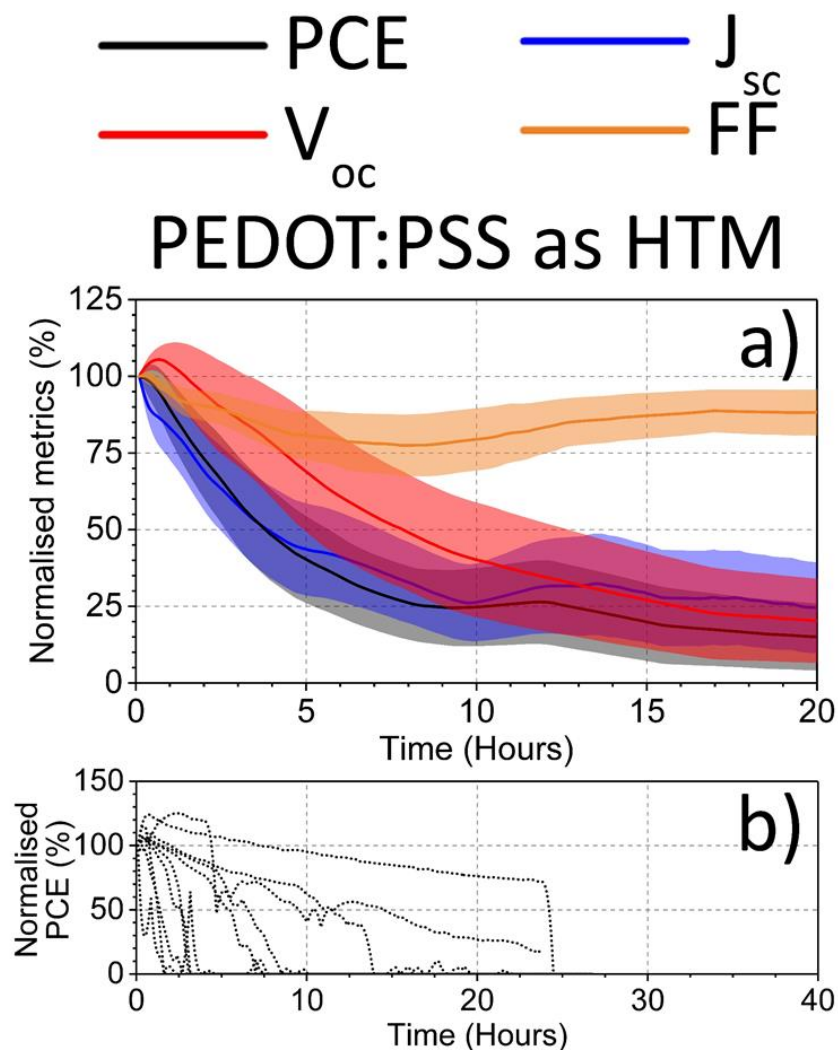 PCE
J
sc
V
oc
FF
PEDOT:PSS as HTM
a)
Normalised metrics (%)
125
100
75
50
25
0
0 5 10 15 20
Time (Hours)
b)
Normalised
PCE (%)
150
100
50
0
0 10 20 30 40
Time (Hours)